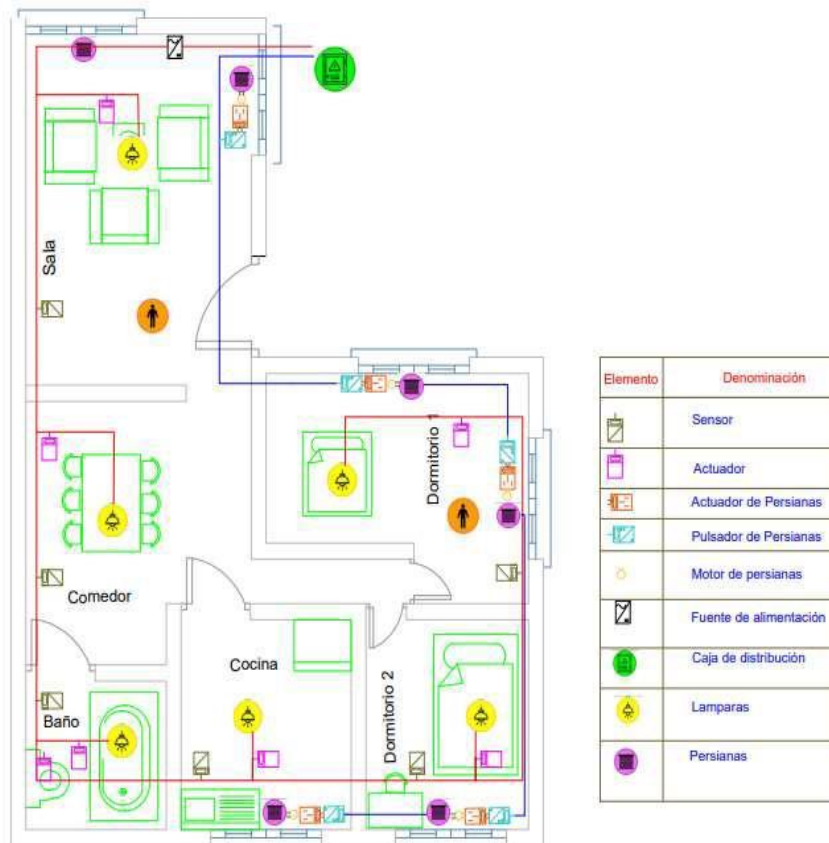 Sala
Dormitorio 1
Comedor
Cocina
Baño
Dormitorio 2
Elemento Denominación
Sensor
Actuador
Actuador de Persianas
Pulsador de Persianas
Motor de persianas
Fuente de alimentación
Caja de distribución
Lamparas
Persianas